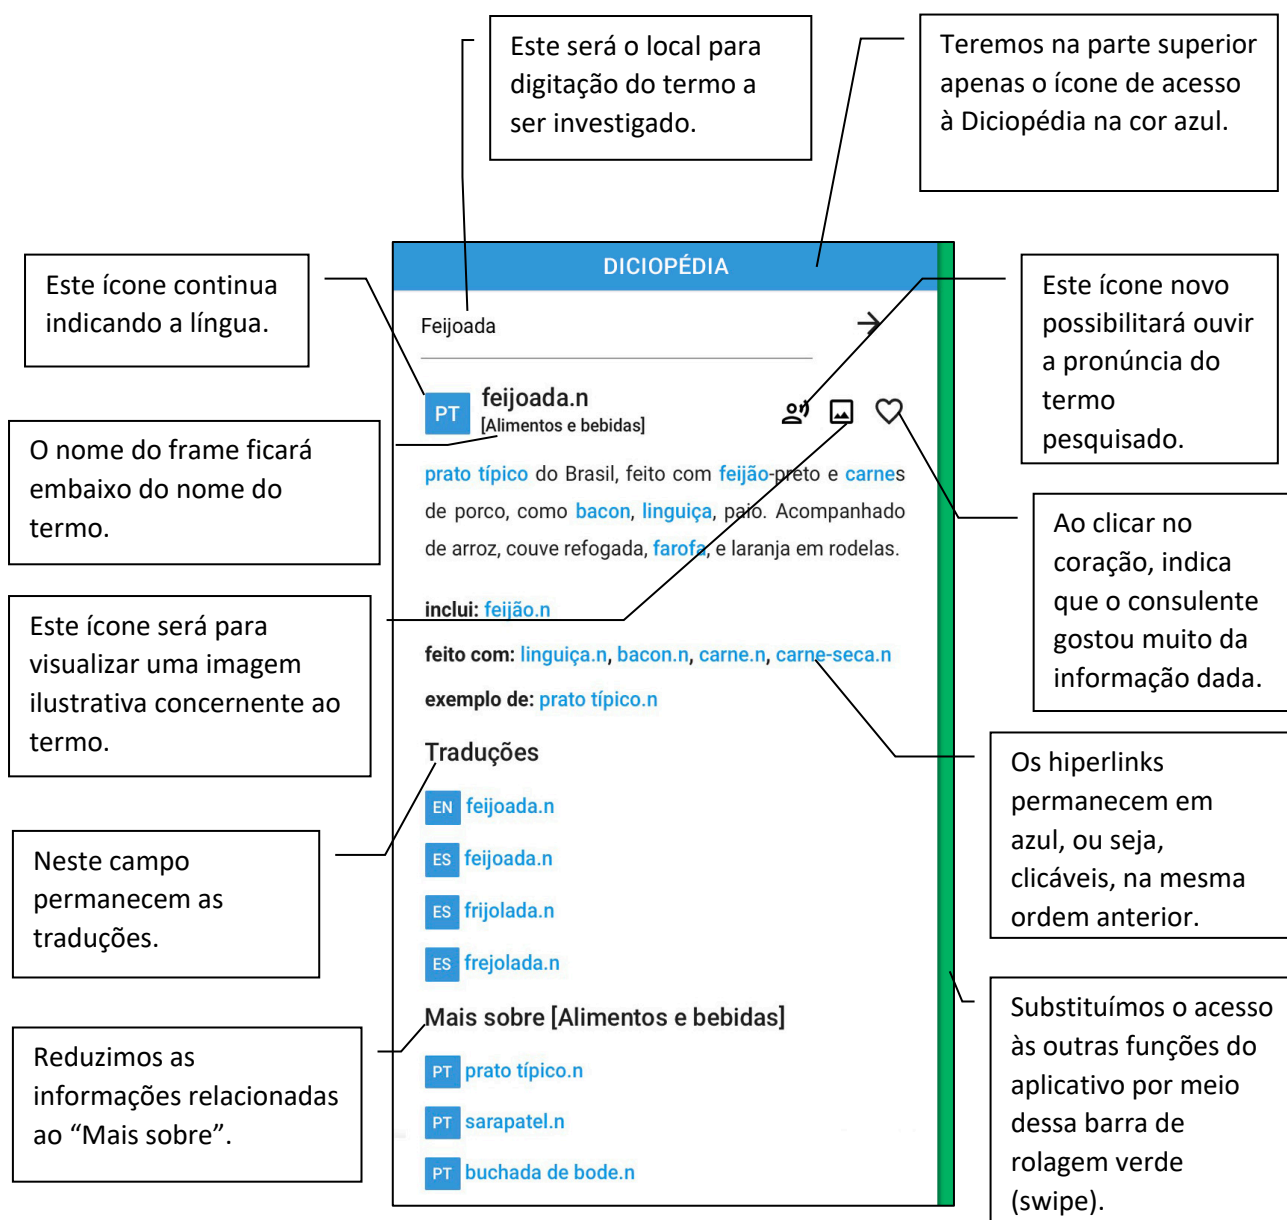 Este será o local para
digitação do termo a
ser investigado.
Teremos na parte superior
apenas o ícone de acesso
à Diciopédia na cor azul.
Este ícone continua
indicando a língua.
O nome do frame ficará
embaixo do nome do
termo.
Este ícone será para
visualizar uma imagem
ilustrativa concernente ao
termo.
Neste campo
permanecem as
traduções.
Reduzimos as
informações relacionadas
ao “Mais sobre”.
DICIOPÉDIA
Feijoada
PT feijoada.n
[Alimentos e bebidas]
prato típico do Brasil, feito com feijão-preto e carnes
de porco, como bacon, linguiça, paio. Acompanhado
de arroz, couve refogada, farofa, e laranja em rodelas.
inclui: feijão.n
feito com: linguiça.n, bacon.n, carne.n, carne-seca.n
exemplo de: prato típico.n
Traduções
EN feijoada.n
ES feijoada.n
ES frijolada.n
ES frejolada.n
Mais sobre [Alimentos e bebidas]
PT prato típico.n
PT sarapatel.n
PT buchada de bode.n
Este ícone novo
possibilitará ouvir
a pronúncia do
termo
pesquisado.
Ao clicar no
coração, indica
que o consulente
gostou muito da
informação dada.
Os hiperlinks
permanecem em
azul, ou seja,
clicáveis, na mesma
ordem anterior.
Substituímos o acesso
às outras funções do
aplicativo por meio
dessa barra de
rolagem verde
(swipe).